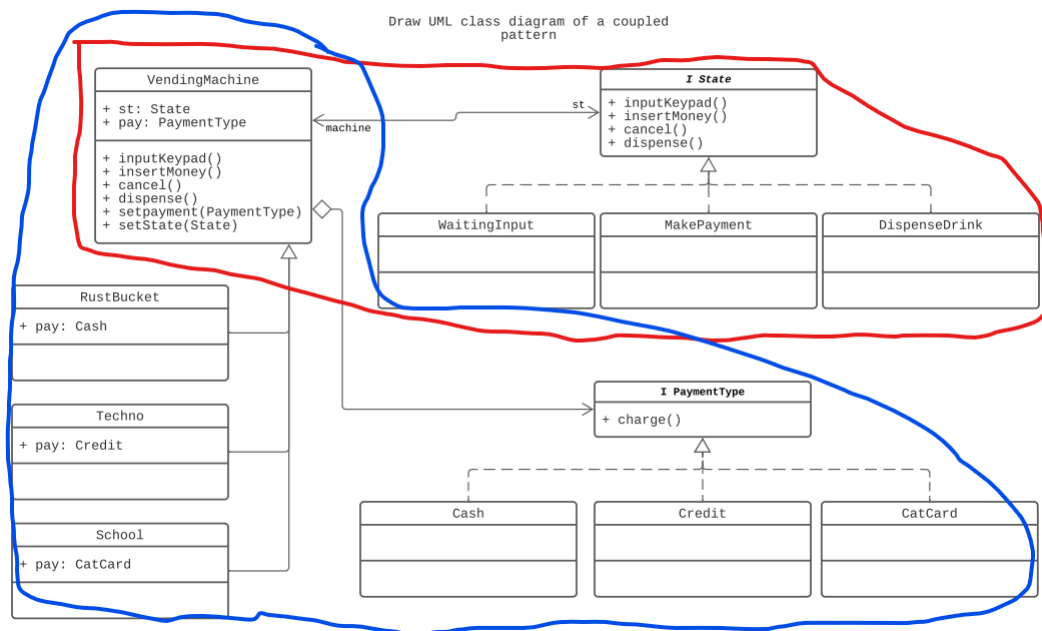 Draw UML class diagram of a coupled
pattern
VendingMachine
+ st: State
+ pay: PaymentType
+ inputKeypad()
+ insertMoney()
+ cancel()
+ dispense()
+ setpayment(PaymentType)
+ setState(State)
machine
st
I State
+ inputKeypad()
+ insertMoney()
+ cancel()
+ dispense()
WaitingInput
MakePayment
DispenseDrink
RustBucket
+ pay: Cash
Techno
+ pay: Credit
School
+ pay: CatCard
I PaymentType
+ charge()
Cash
Credit
CatCard